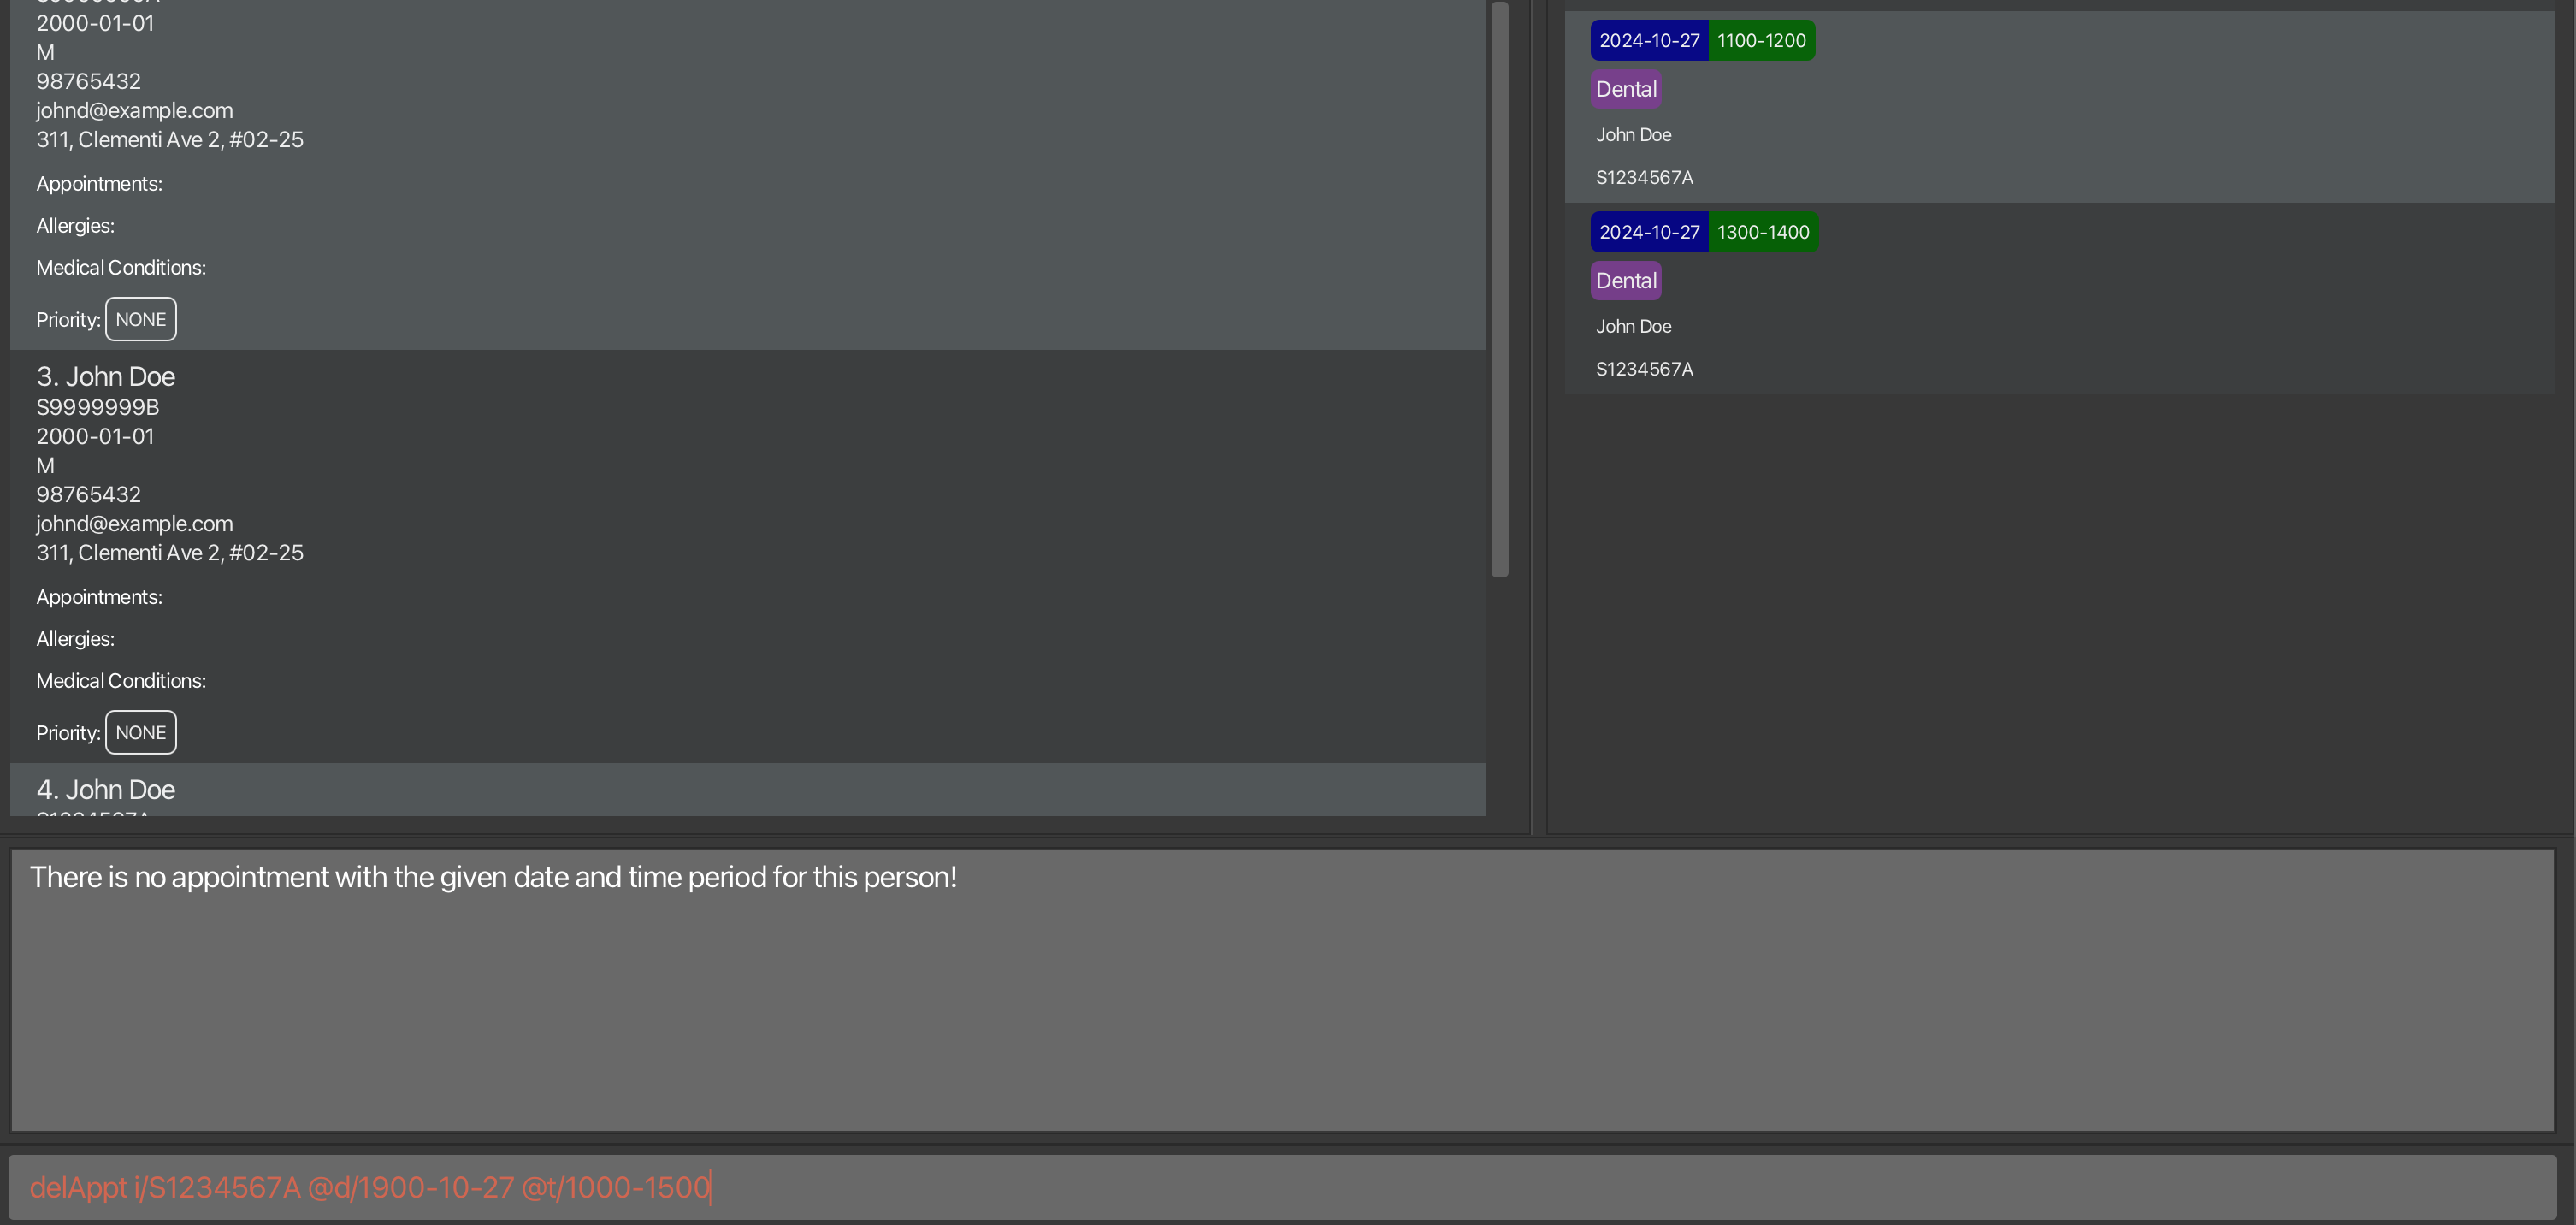 2000-01-01
M
98765432
johnd@example.com
311, Clementi Ave 2, #02-25
Appointments:
Allergies:
Medical Conditions:
Priority: NONE
3. John Doe
S9999999B
2000-01-01
M
98765432
johnd@example.com
311, Clementi Ave 2, #02-25
Appointments:
Allergies:
Medical Conditions:
Priority: NONE
4. John Doe
2024-10-27 1100-1200
Dental
John Doe
S1234567A
2024-10-27 1300-1400
Dental
John Doe
S1234567A
There is no appointment with the given date and time period for this person!
delAppt i/S1234567A @d/1900-10-27 @t/1000-1500